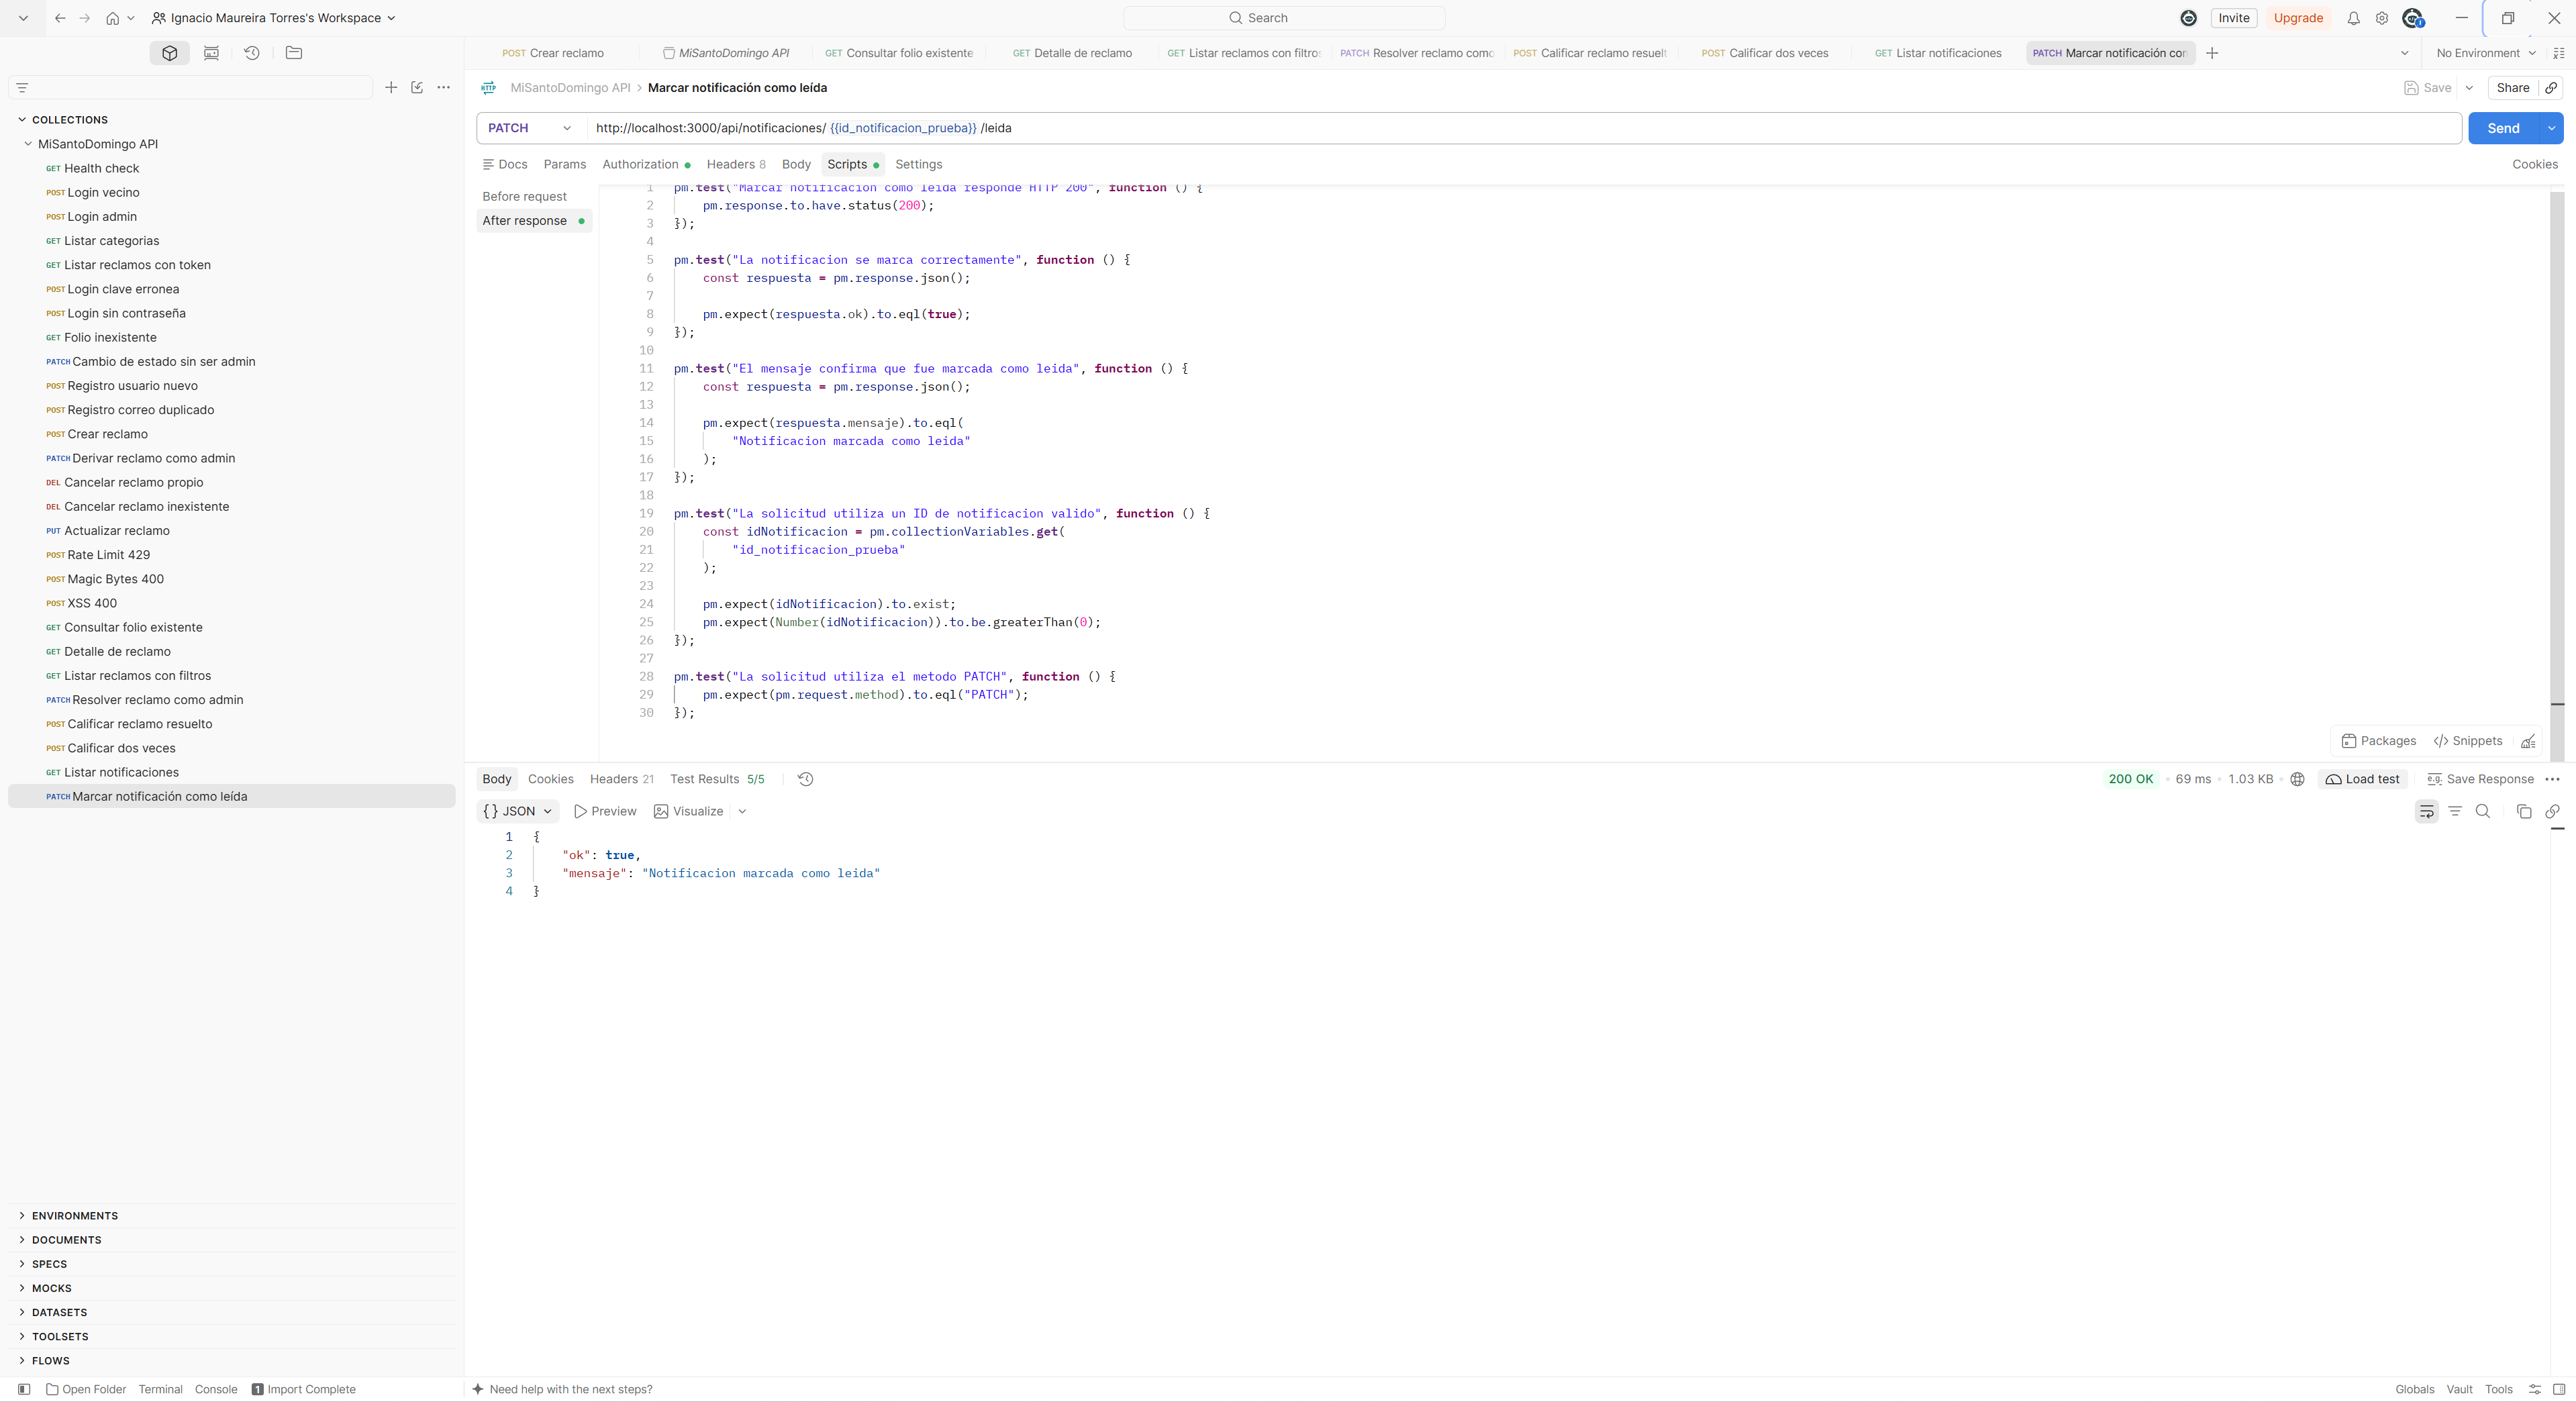 Ignacio Maureira Torres's Workspace
Search
Invite
Upgrade
POST Crear reclamo
MiSantoDomingo API
GET Consultar folio existente
GET Detalle de reclamo
GET Listar reclamos con filtro
PATCH Resolver reclamo como
POST Calificar reclamo resuelt
POST Calificar dos veces
GET Listar notificaciones
PATCH Marcar notificación cor
No Environment
COLLECTIONS
MiSantoDomingo API
GET Health check
POST Login vecino
POST Login admin
GET Listar categorias
GET Listar reclamos con token
POST Login clave erronea
POST Login sin contraseña
GET Folio inexistente
PATCH Cambio de estado sin ser admin
POST Registro usuario nuevo
POST Registro correo duplicado
POST Crear reclamo
PATCH Derivar reclamo como admin
DEL Cancelar reclamo propio
DEL Cancelar reclamo inexistente
PUT Actualizar reclamo
POST Rate Limit 429
POST Magic Bytes 400
POST XSS 400
GET Consultar folio existente
GET Detalle de reclamo
GET Listar reclamos con filtros
PATCH Resolver reclamo como admin
POST Calificar reclamo resuelto
POST Calificar dos veces
GET Listar notificaciones
PATCH Marcar notificación como leída
ENVIRONMENTS
DOCUMENTS
SPECS
MOCKS
DATASETS
TOOLSETS
FLOWS
HTTP MiSantoDomingo API > Marcar notificación como leída
Save
Share
PATCH http://localhost:3000/api/notificaciones/ {{id_notificacion_prueba}} /leida
Send
Docs Params Authorization Headers 8 Body Scripts Settings
Cookies
Before request
After response
1 pm.test("Marcar notificacion como leida responde HTTP 200", function () {
2 pm.response.to.have.status(200);
3 });
4
5 pm.test("La notificacion se marca correctamente", function () {
6 const respuesta = pm.response.json();
7
8 pm.expect(respuesta.ok).to.eql(true);
9 });
10
11 pm.test("El mensaje confirma que fue marcada como leida", function () {
12 const respuesta = pm.response.json();
13
14 pm.expect(respuesta.mensaje).to.eql(
15 "Notificacion marcada como leida"
16 );
17 });
18
19 pm.test("La solicitud utiliza un ID de notificacion valido", function () {
20 const idNotificacion = pm.collectionVariables.get(
21 "id_notificacion_prueba"
22 );
23
24 pm.expect(idNotificacion).to.exist;
25 pm.expect(Number(idNotificacion)).to.be.greaterThan(0);
26 });
27
28 pm.test("La solicitud utiliza el metodo PATCH", function () {
29 pm.expect(pm.request.method).to.eql("PATCH");
30 });
Packages </> Snippets
Body Cookies Headers 21 Test Results 5/5
200 OK • 69 ms • 1.03 KB
Load test
e.g. Save Response
{} JSON Preview Visualize
1 {
2 "ok": true,
3 "mensaje": "Notificacion marcada como leida"
4 }
Open Folder Terminal Console 1 Import Complete
Need help with the next steps?
Globals Vault Tools